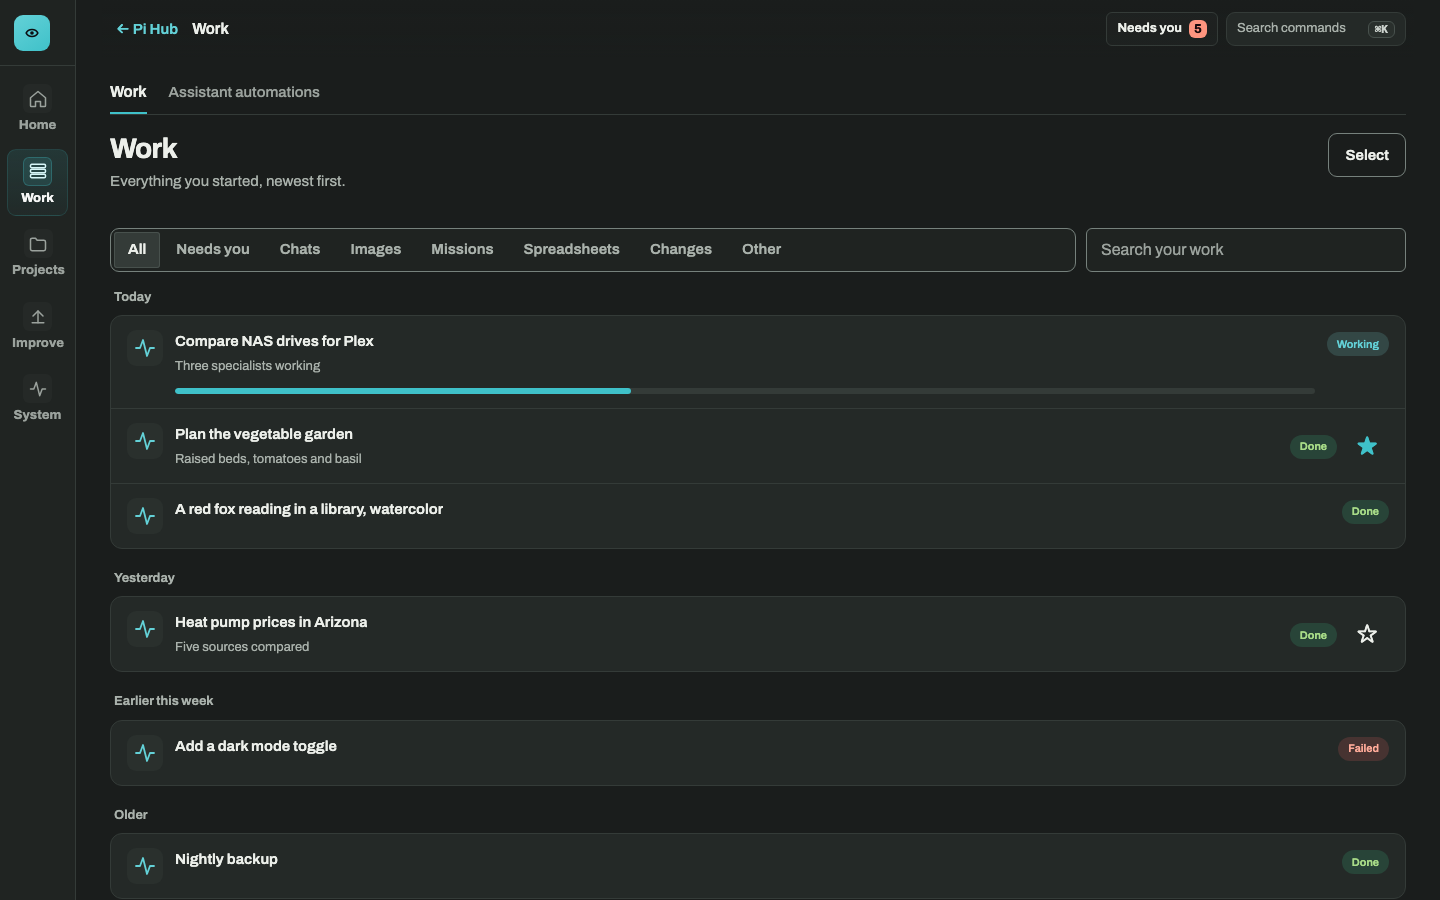 ← Pi Hub Work
Needs you 5
Search commands ⌘K
Home
Work
Projects
Improve
System
Work Assistant automations
Work
Everything you started, newest first.
Select
All Needs you Chats Images Missions Spreadsheets Changes Other
Search your work
Today
Compare NAS drives for Plex
Working
Three specialists working
Plan the vegetable garden
Done
Raised beds, tomatoes and basil
A red fox reading in a library, watercolor
Done
Yesterday
Heat pump prices in Arizona
Done
Five sources compared
Earlier this week
Add a dark mode toggle
Failed
Older
Nightly backup
Done